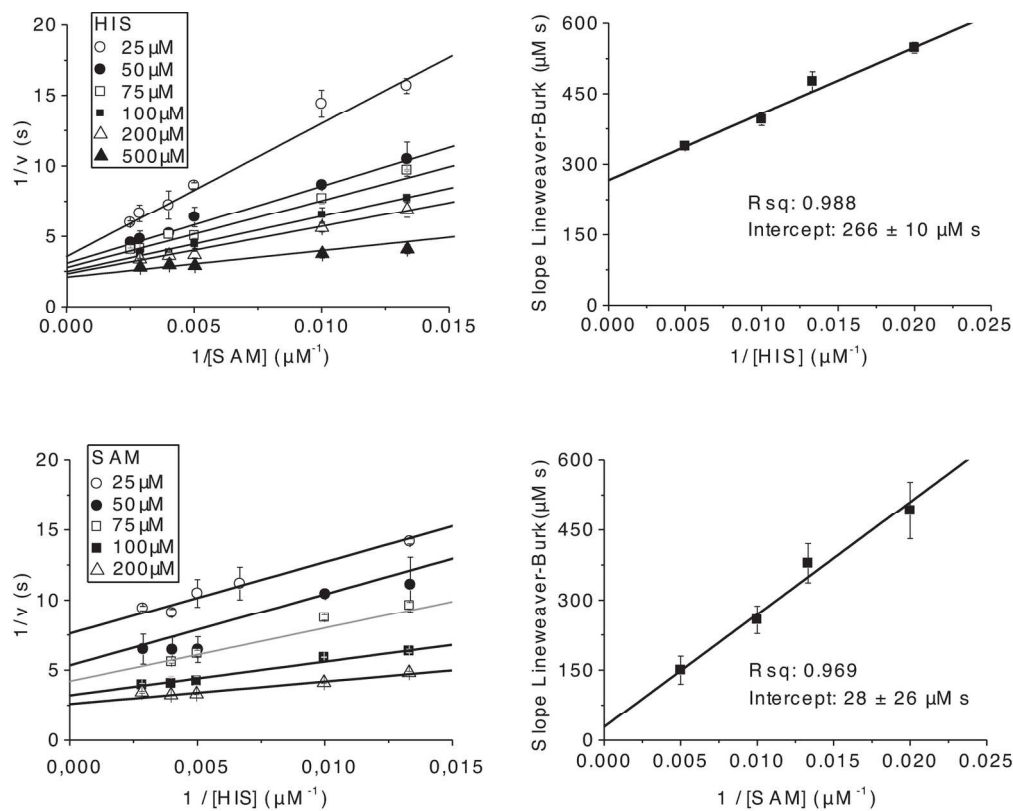 HIS
25 µM
50 µM
75 µM
100 µM
200 µM
500 µM
1/v (s)
20
15
10
5
0
0.000 0.005 0.010 0.015
1/[SAM] (µM⁻¹)
Slope Lineweaver-Burk (µM s)
600
450
300
150
0
Rsq: 0.988
Intercept: 266 ± 10 µM s
0.000 0.005 0.010 0.015 0.020 0.025
1/[HIS] (µM⁻¹)
SAM
25 µM
50 µM
75 µM
100 µM
200 µM
1/v (s)
20
15
10
5
0
0,000 0,005 0,010 0,015
1/[HIS] (µM⁻¹)
Slope Lineweaver-Burk (µM s)
600
450
300
150
0
Rsq: 0.969
Intercept: 28 ± 26 µM s
0.000 0.005 0.010 0.015 0.020 0.025
1/[SAM] (µM⁻¹)